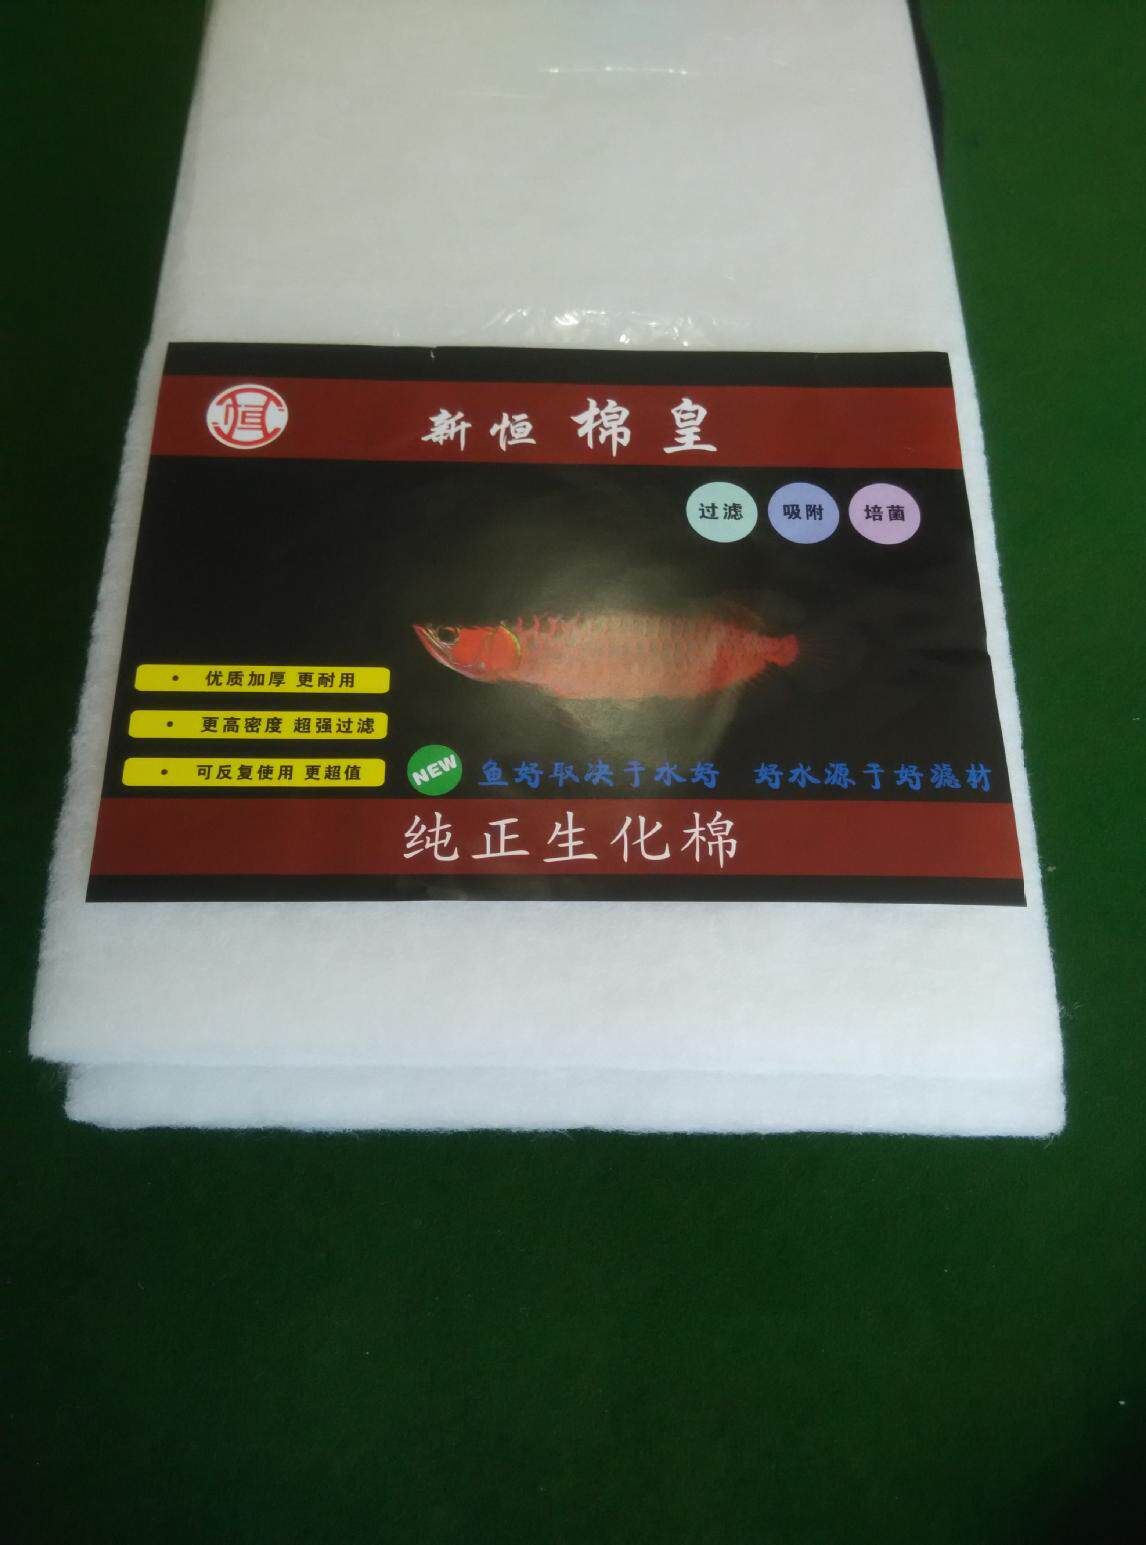 恒
新恒 棉皇
过滤 吸附 培菌
• 优质加厚 更耐用
• 更高密度 超强过滤
• 可反复使用 更超值
NEW 鱼好取决于水好 好水源于好滤材
纯正生化棉